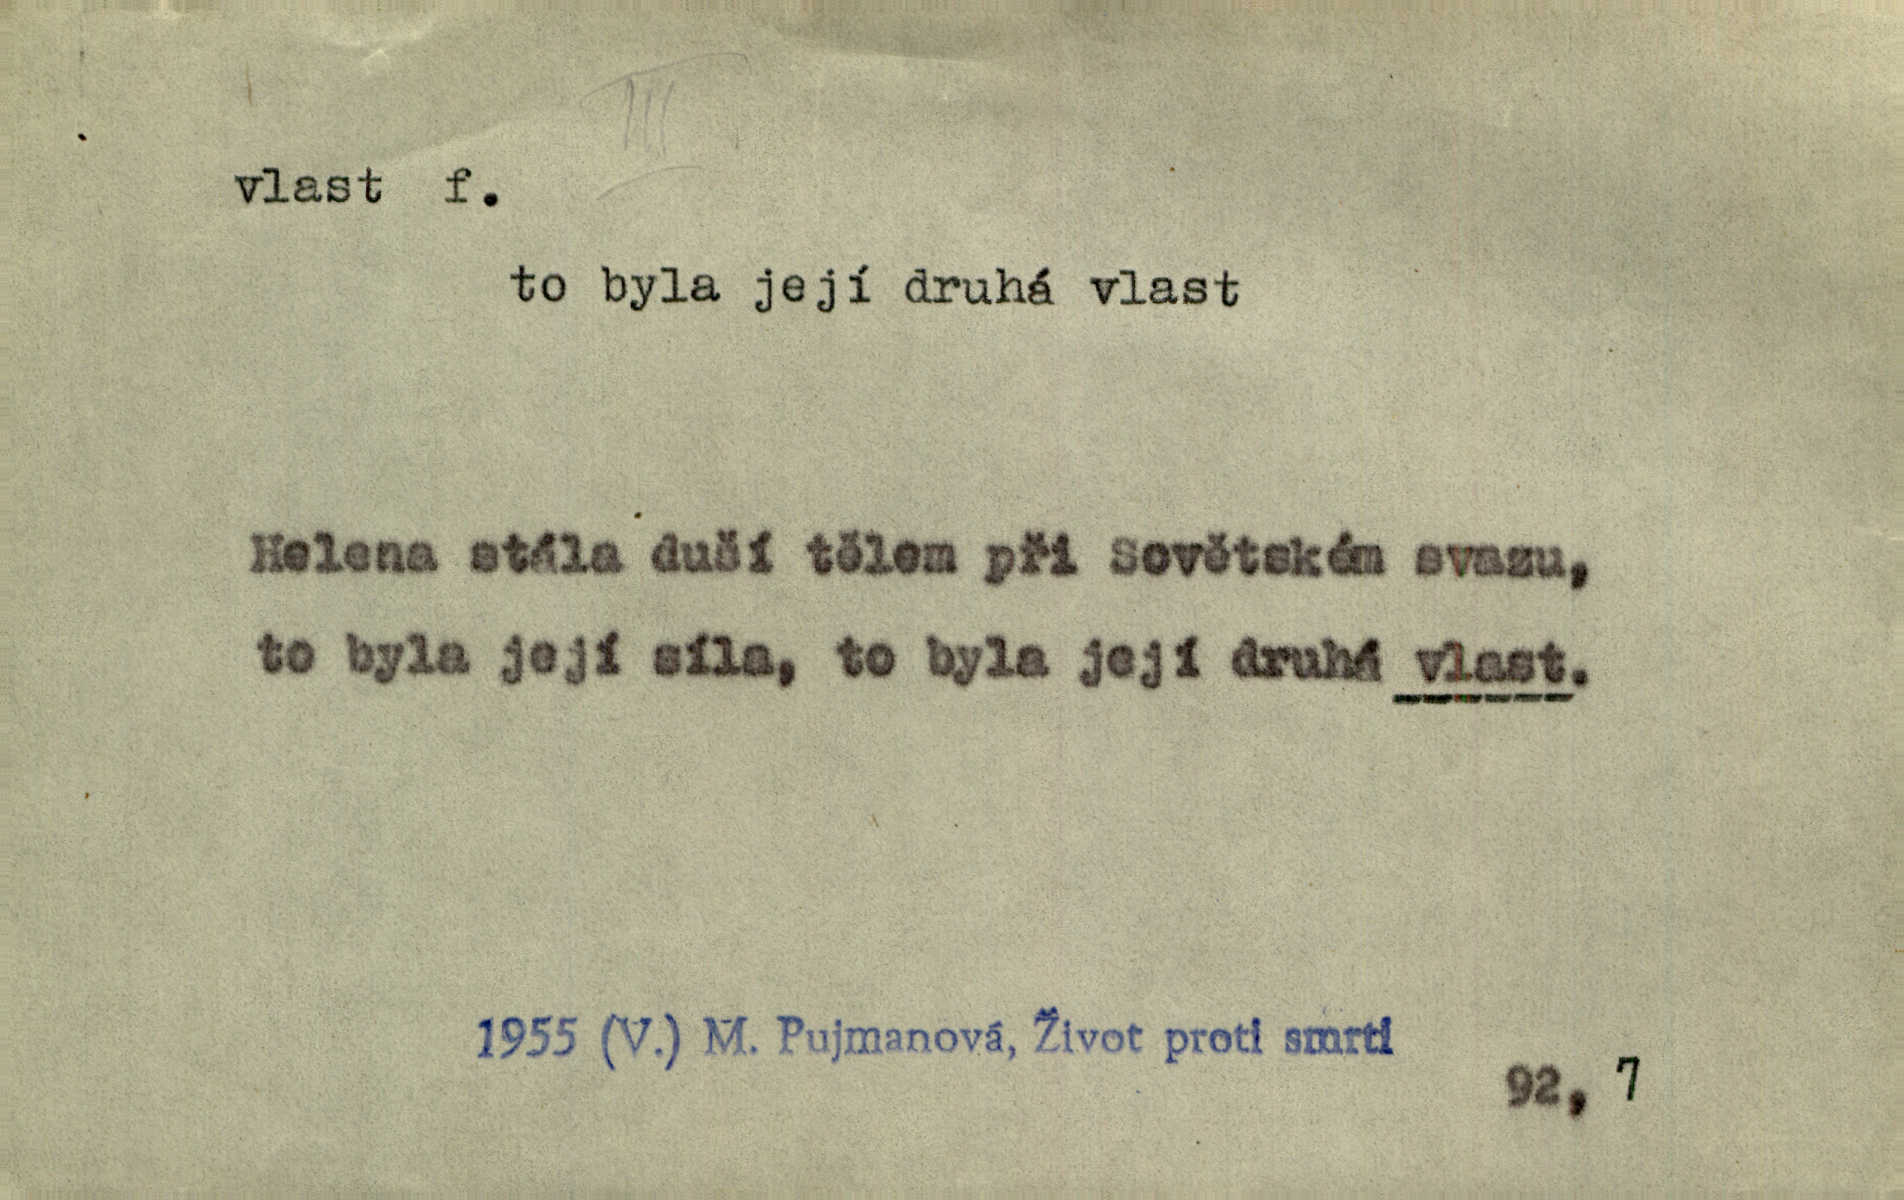 III
vlast f.
to byla její druhá vlast
Helena stála duší tělem při Sovětském svazu,
to byla její síla, to byla její druhá vlast.
1955 (V.) M. Pujmanová, Život proti smrti
92, 7